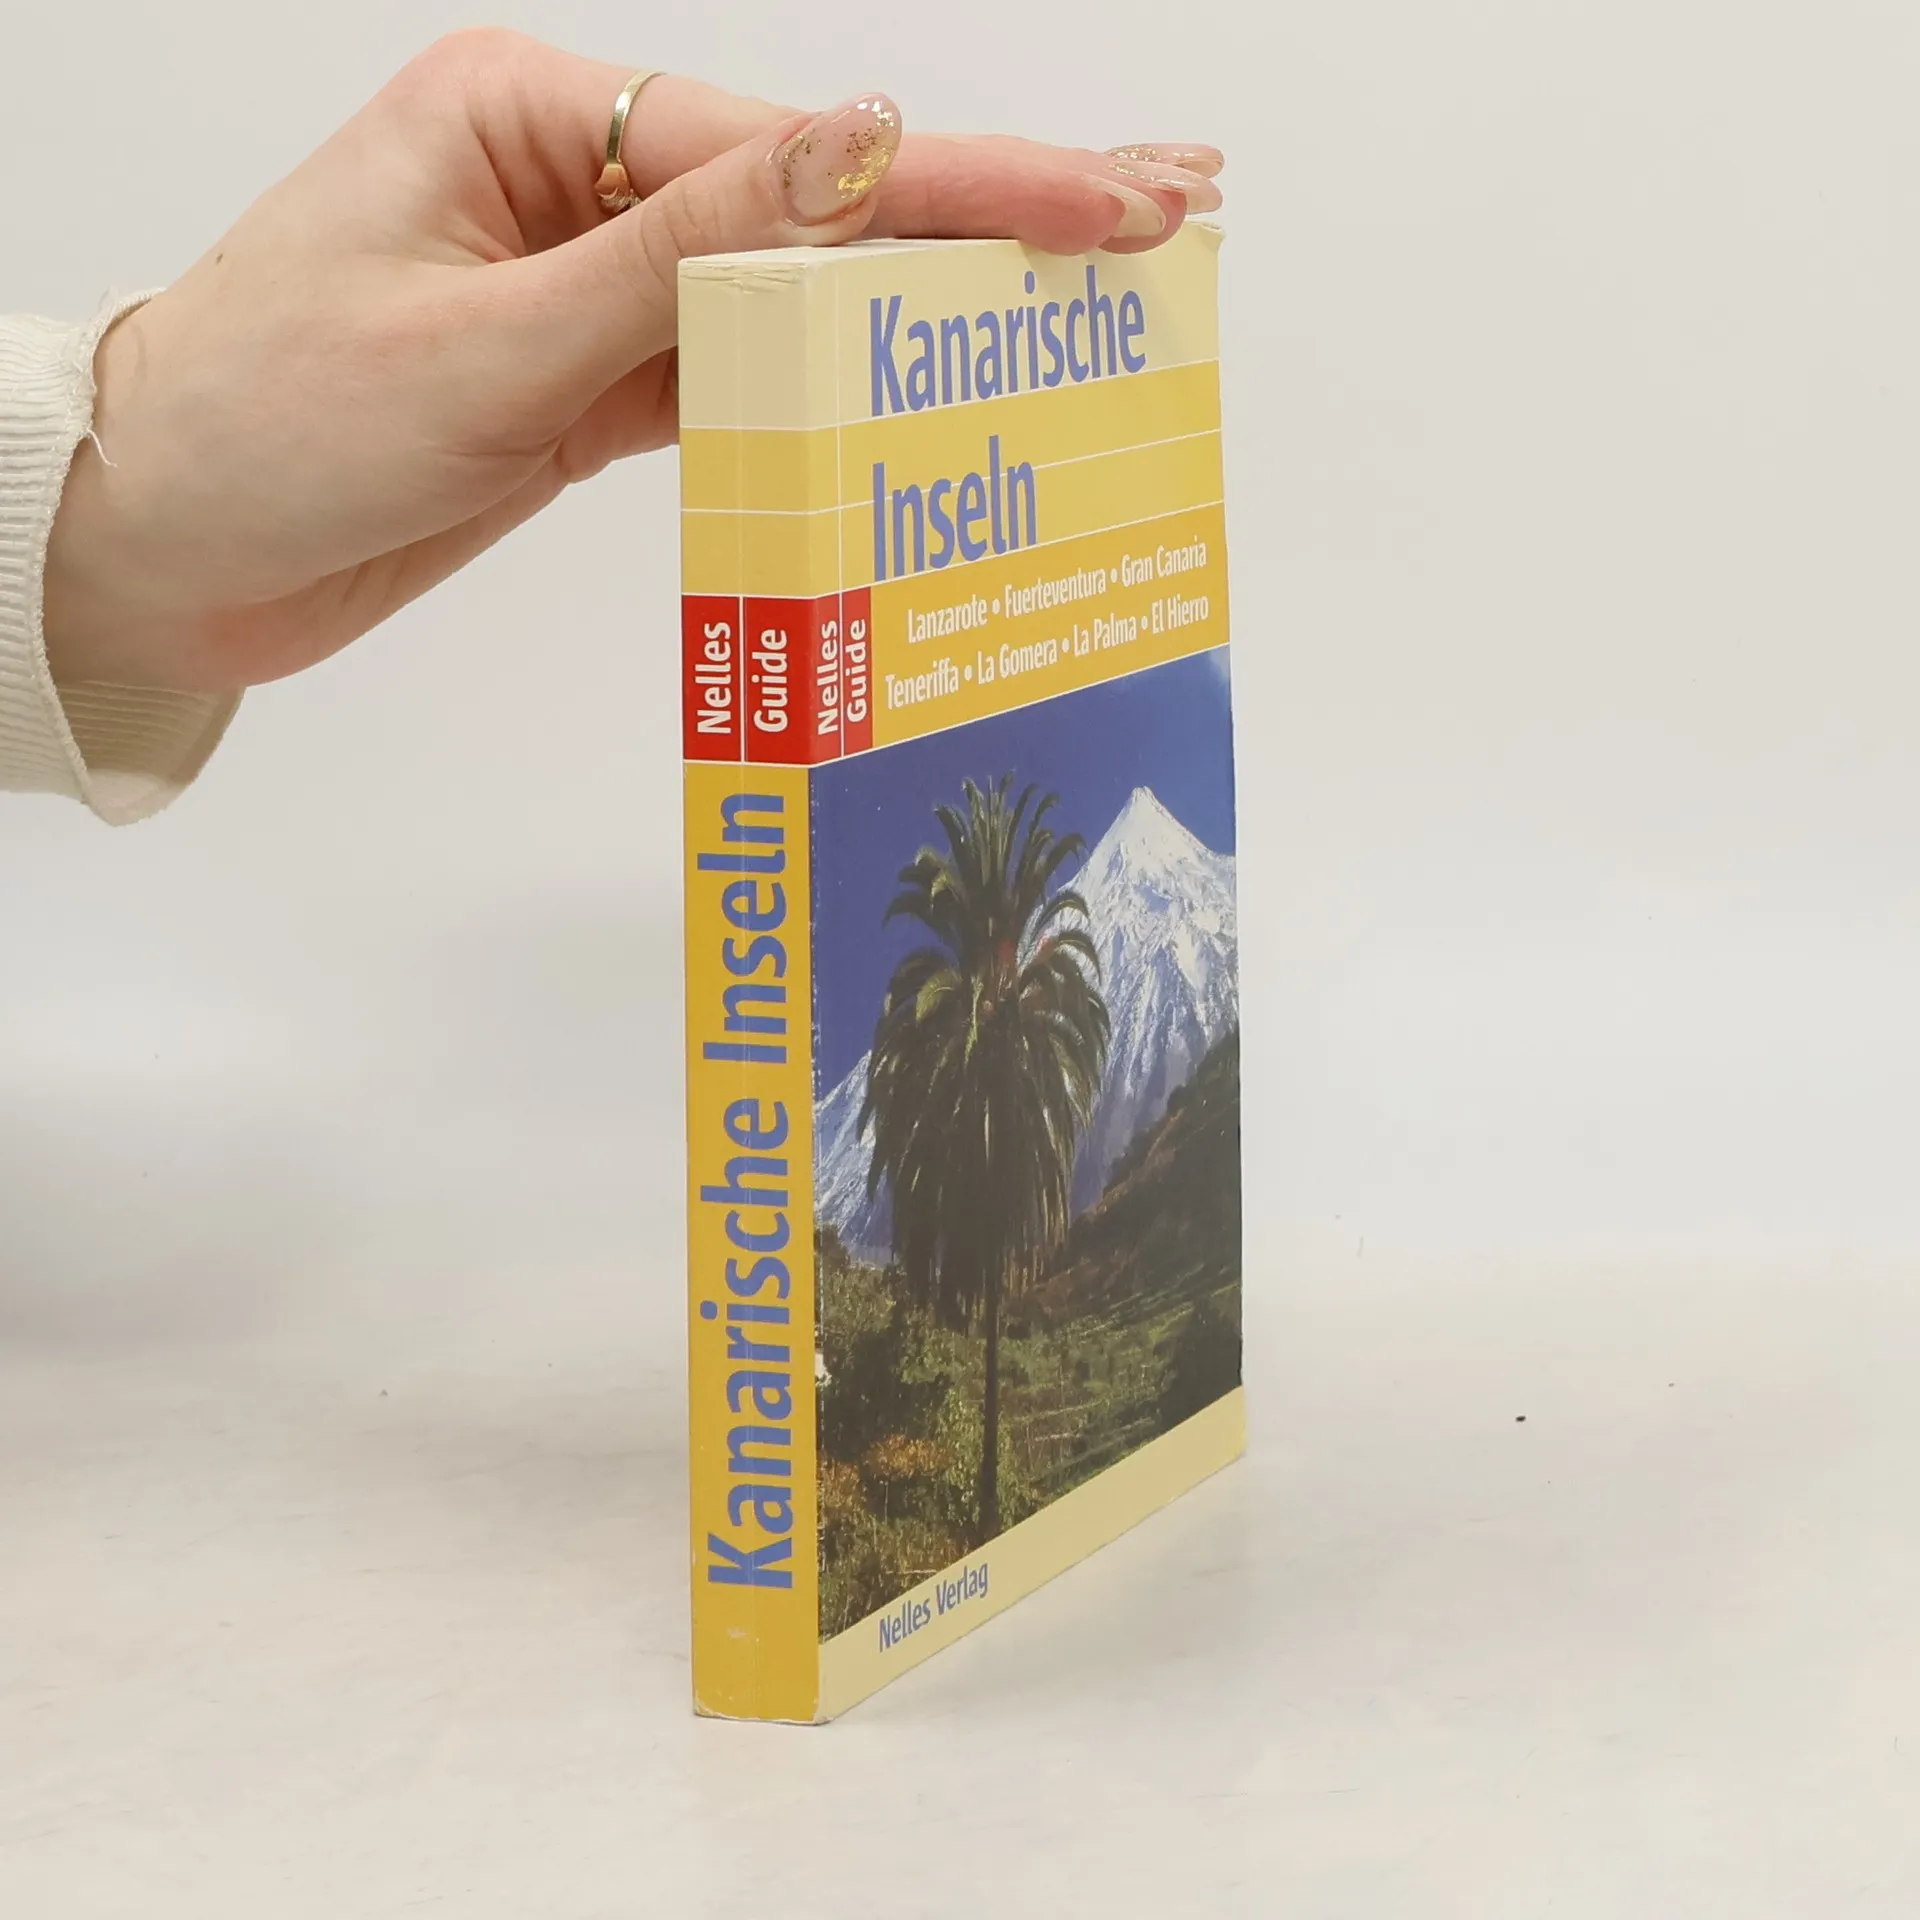 Kanarische
Inseln
Lanzarote • Fuerteventura • Gran Canaria
Teneriffa • La Gomera • La Palma • El Hierro
Nelles
Guide
Nelles Verlag
Nelles
Guide
Kanarische Inseln